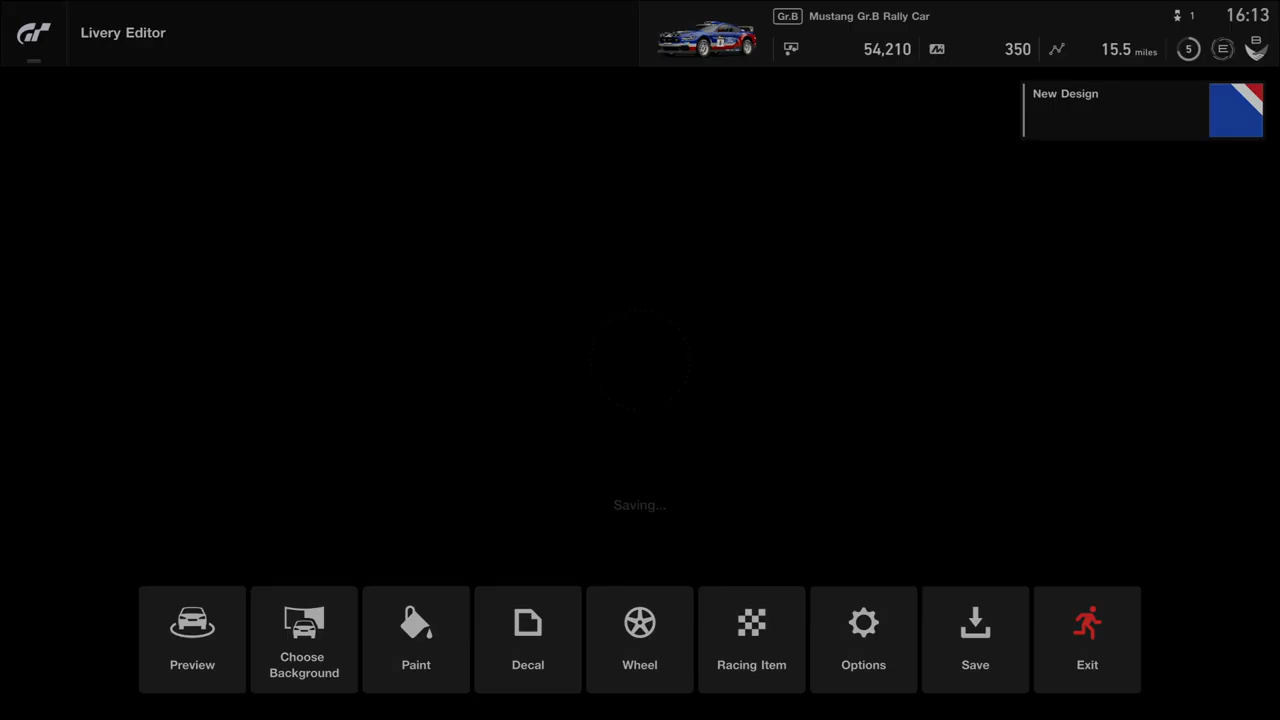 Livery Editor
Gr.B Mustang Gr.B Rally Car
1
16:13
54,210
350
15.5 miles
5
E
B
New Design
Saving...
Preview
Choose
Background
Paint
Decal
Wheel
Racing Item
Options
Save
Exit